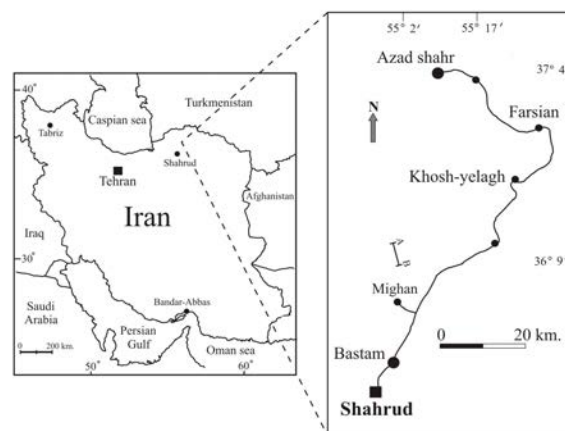 40°
Caspian sea
Turkmenistan
Tabriz
Shahrud
Tehran
Afghanistan
Iran
Iraq
30°
Saudi
Arabia
Bandar-Abbas
Persian
Gulf
Oman sea
0 200 km.
50°
60°
55° 2′
55° 17′
Azad shahr
37° 4
N
Farsian
Khosh-yelagh
36° 9
Mighan
0
20 km.
Bastam
Shahrud